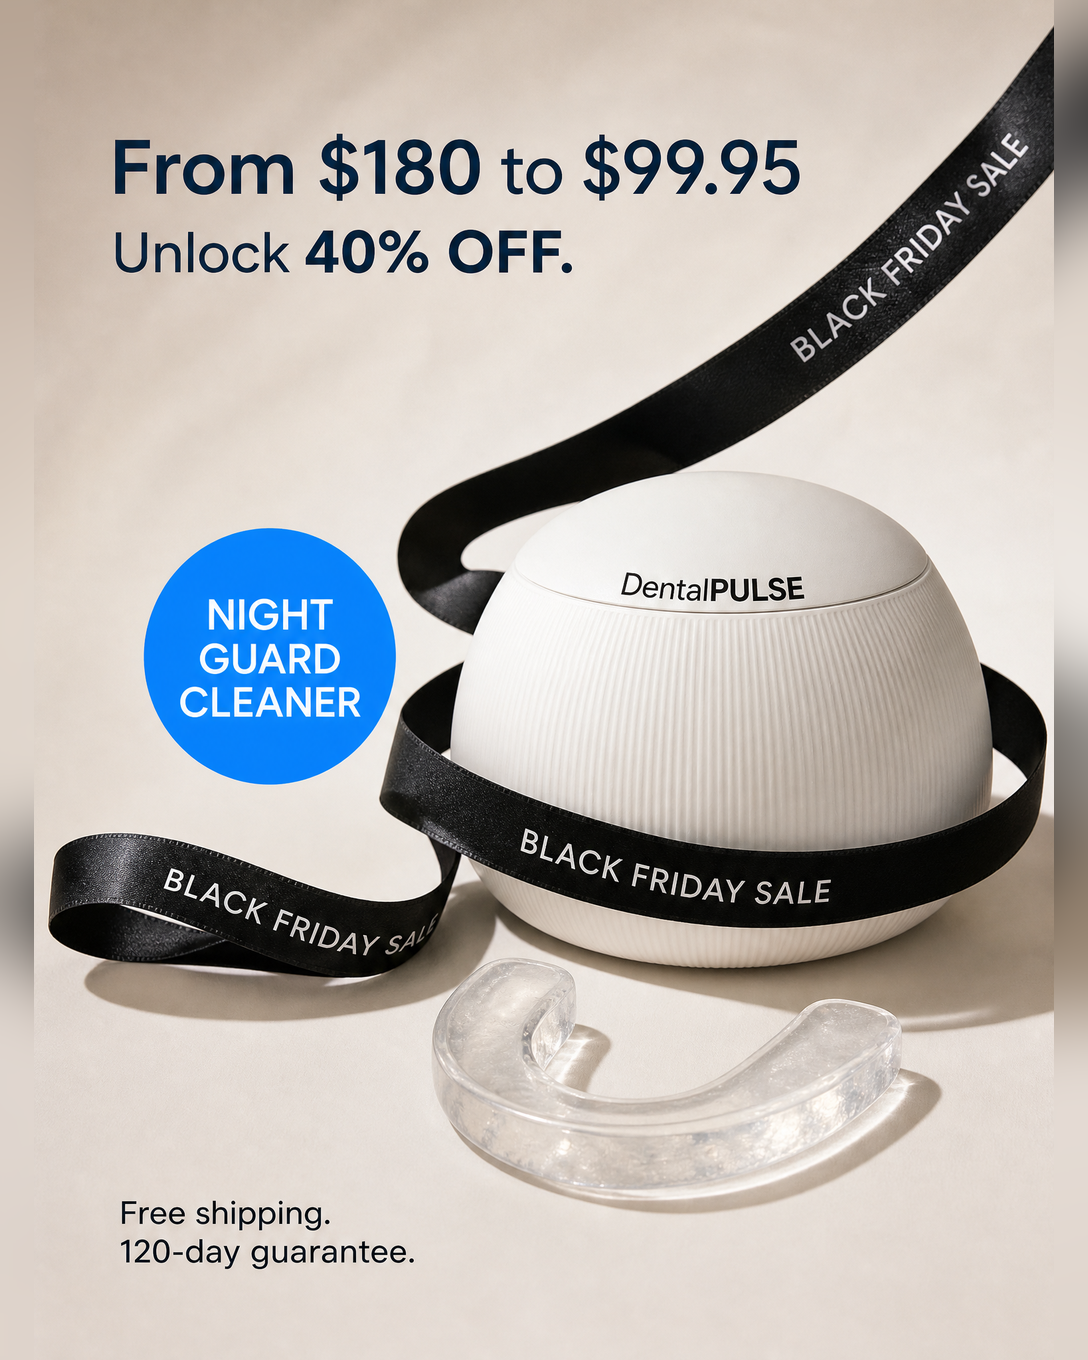 From $180 to $99.95
Unlock 40% OFF.
BLACK FRIDAY SALE
NIGHT
GUARD
CLEANER
DentalPULSE
BLACK FRIDAY SALE
BLACK FRIDAY SALE
Free shipping.
120-day guarantee.